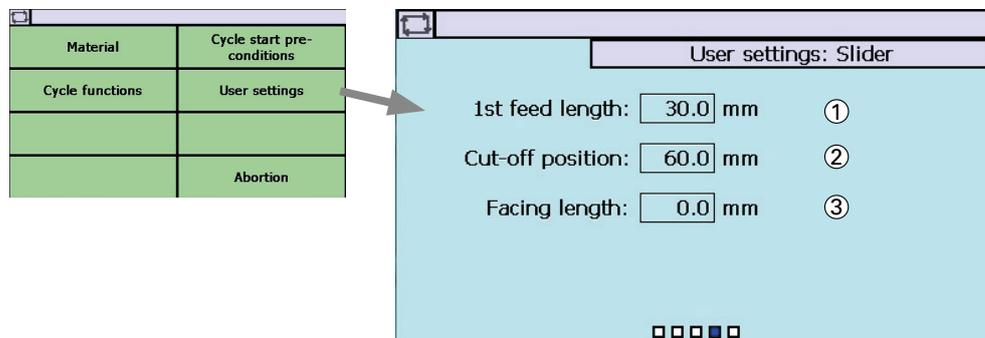 Material
Cycle start pre-
conditions
Cycle functions
User settings
Abortion
User settings: Slider
1st feed length: 30.0 mm ①
Cut-off position: 60.0 mm ②
Facing length: 0.0 mm ③